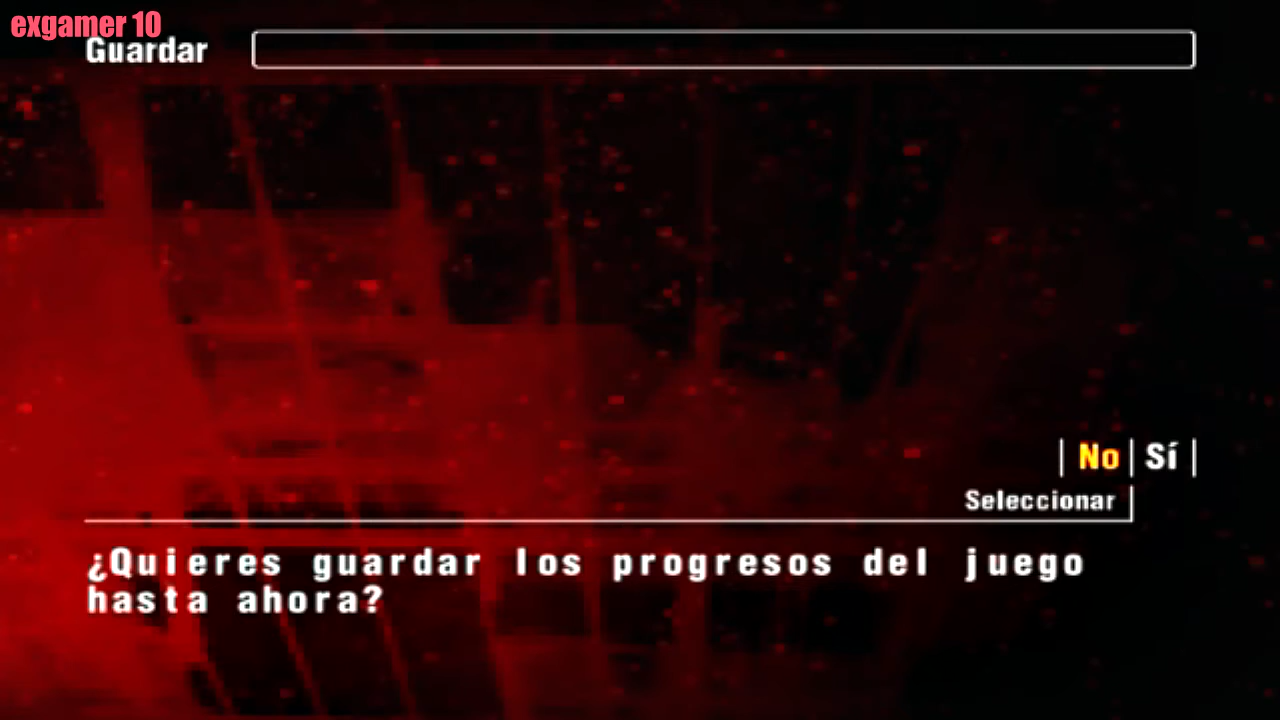 exgamer 10
Guardar
No Sí
Seleccionar
¿Quieres guardar los progresos del juego
hasta ahora?